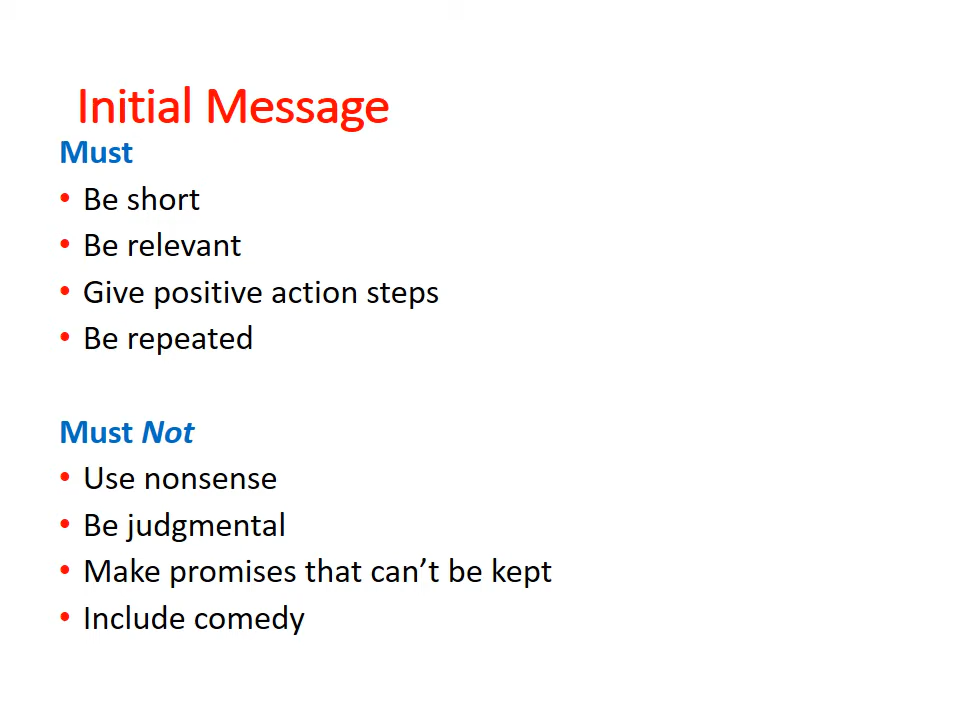 Initial Message
Must
• Be short
• Be relevant
• Give positive action steps
• Be repeated
Must Not
• Use nonsense
• Be judgmental
• Make promises that can’t be kept
• Include comedy